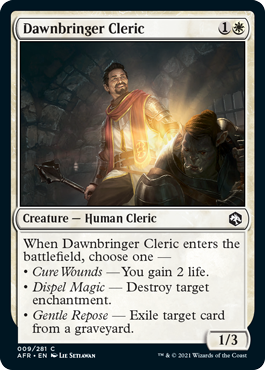 Dawnbringer Cleric 1
Creature — Human Cleric
When Dawnbringer Cleric enters the
battlefield, choose one —
• Cure Wounds — You gain 2 life.
• Dispel Magic — Destroy target
enchantment.
• Gentle Repose — Exile target card
from a graveyard.
1/3
009/281 C
AFR • EN Lie Setiawan
™ & © 2021 Wizards of the Coast